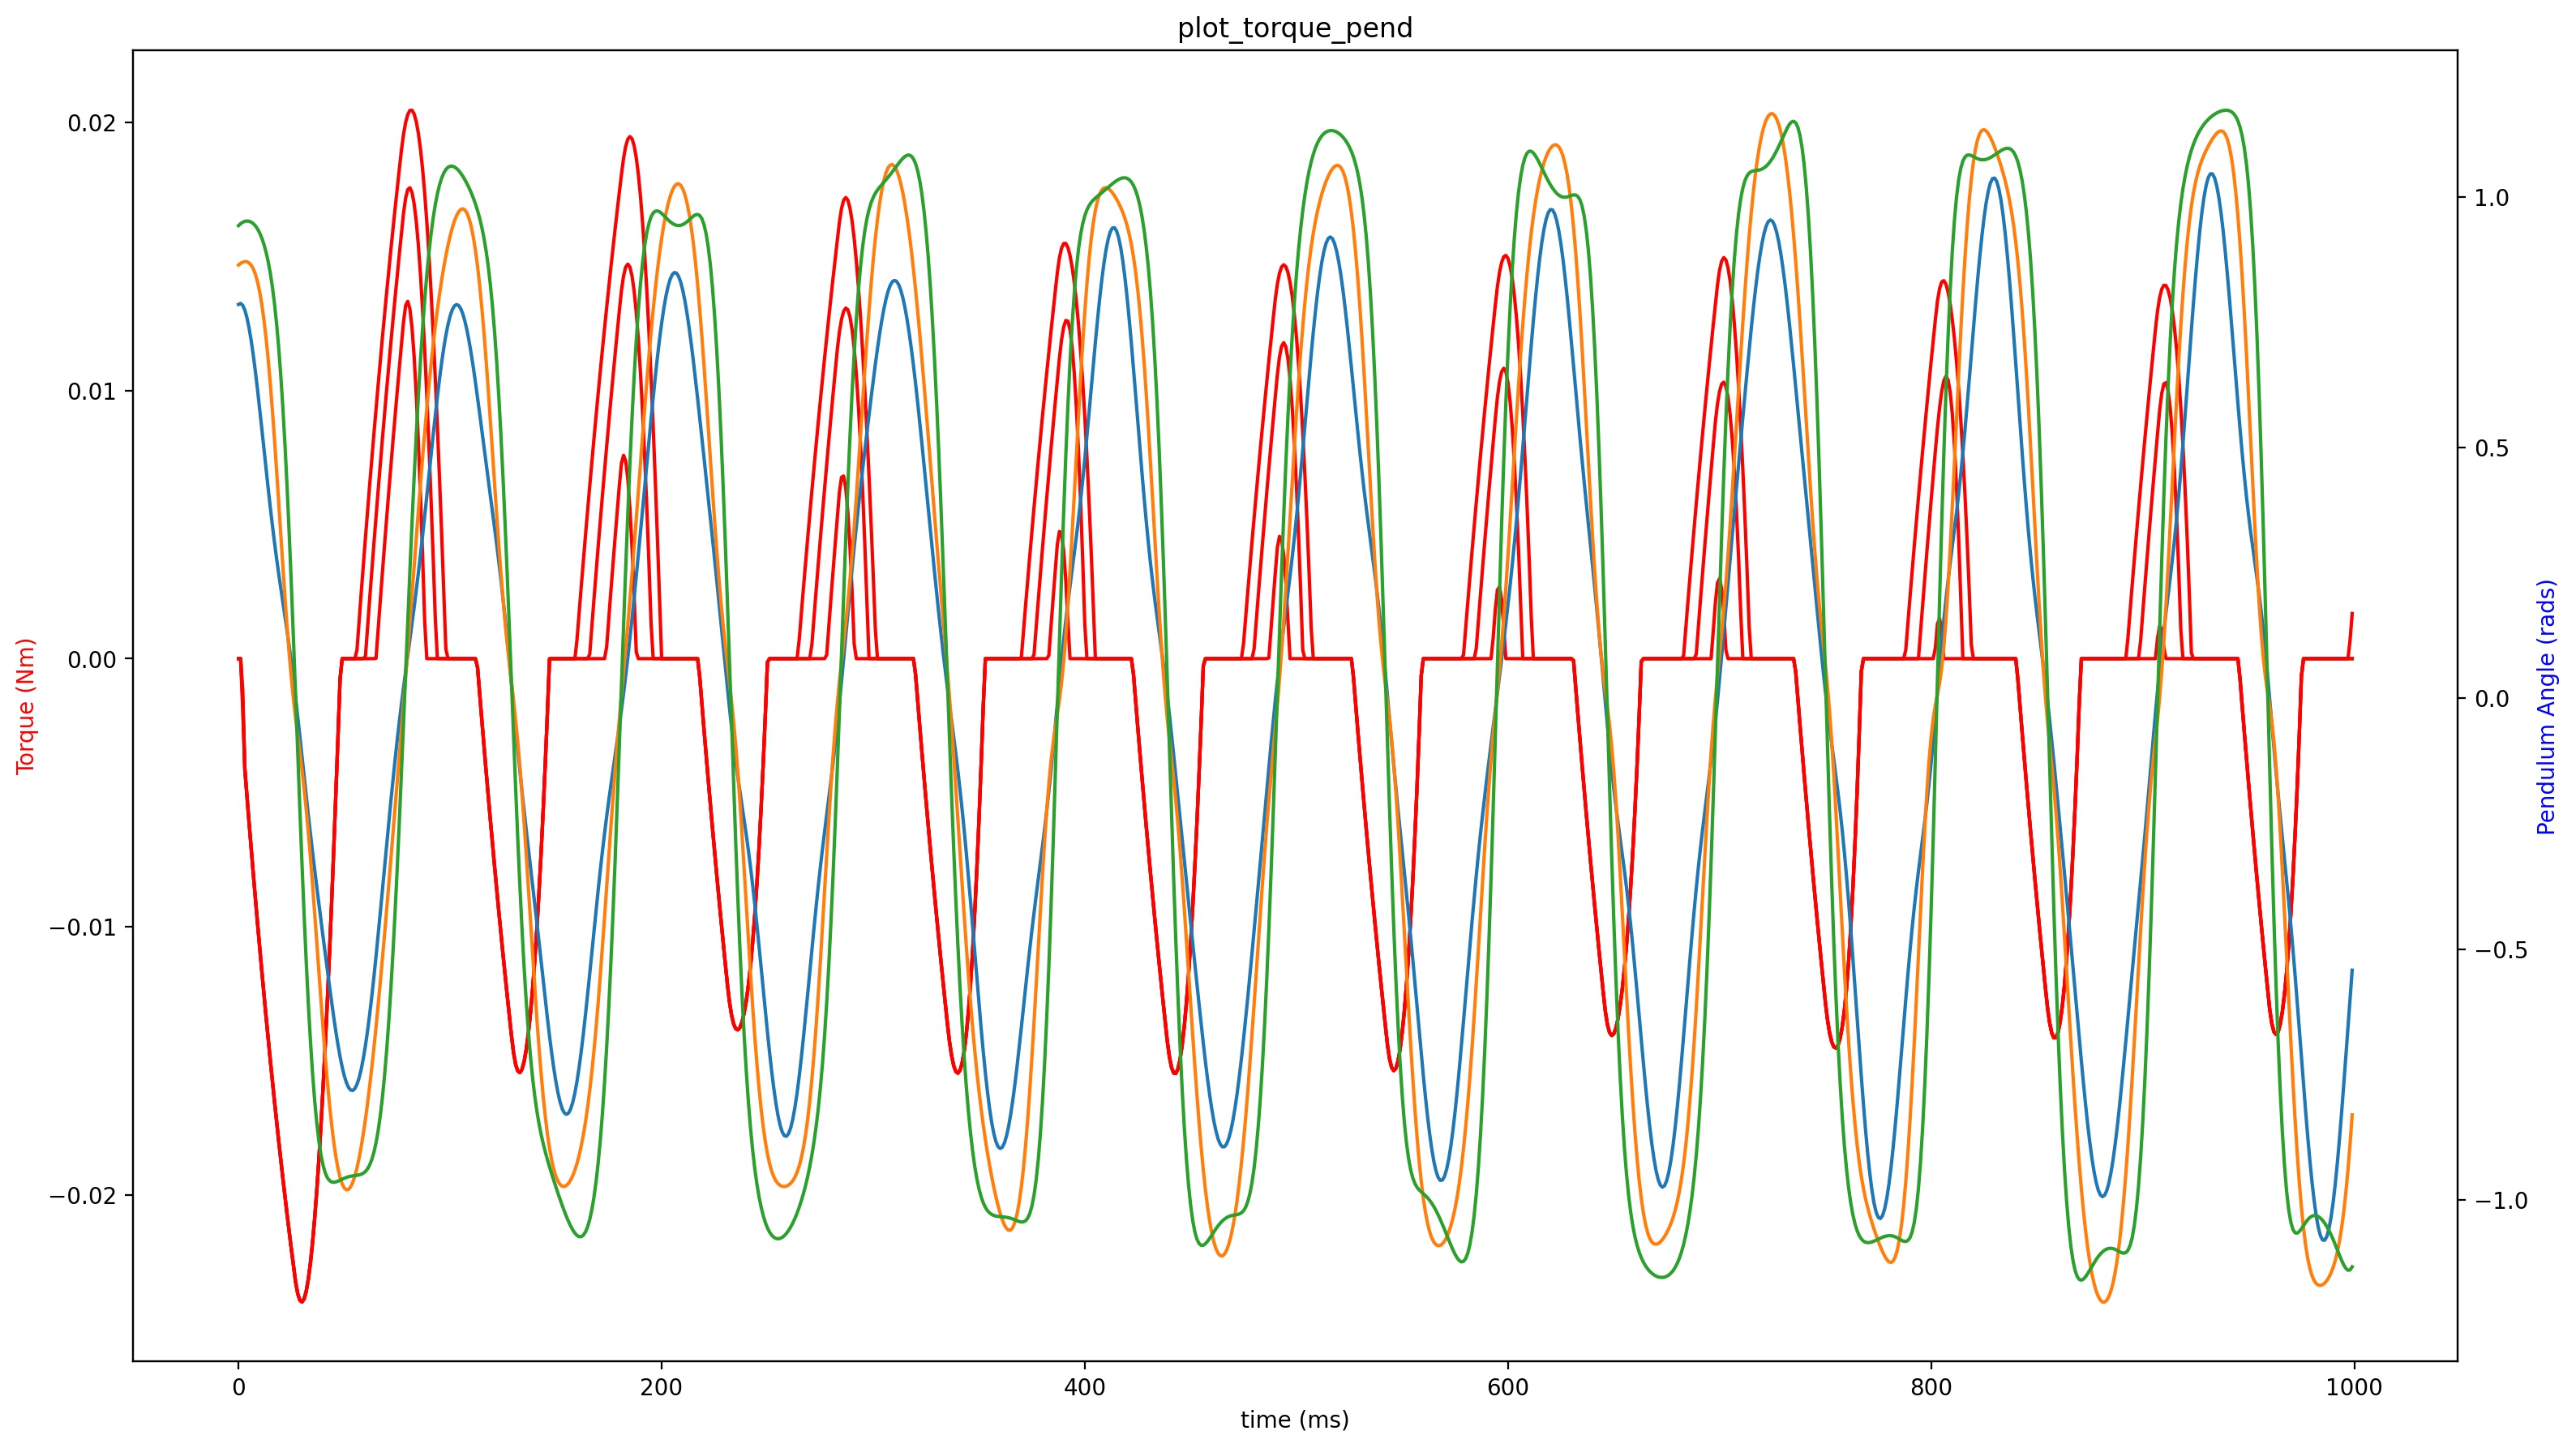 plot_torque_pend
Torque (Nm)
0.02
0.01
0.00
−0.01
−0.02
1.0
0.5
0.0
−0.5
−1.0
Pendulum Angle (rads)
0 200 400 600 800 1000
time (ms)